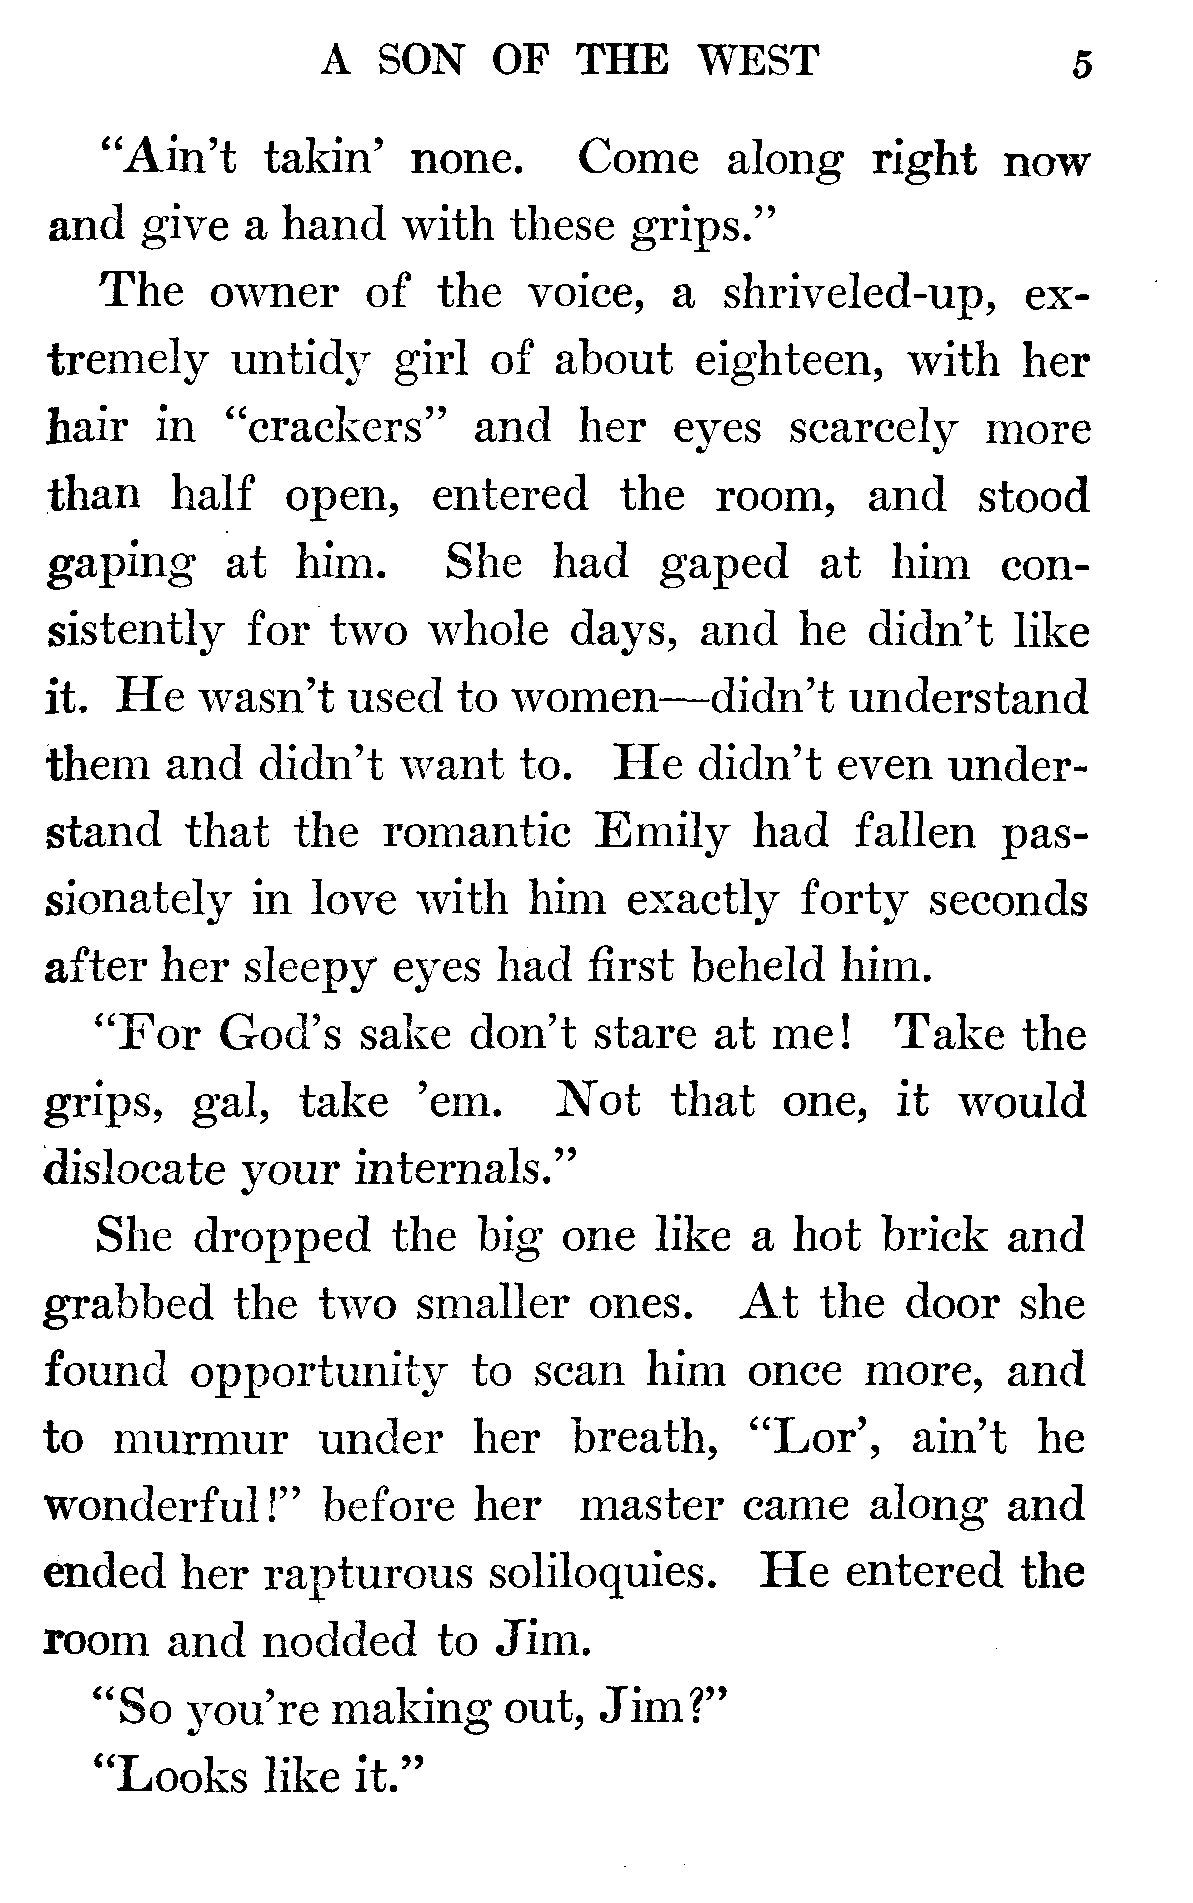 A SON OF THE WEST 5
“Ain’t takin’ none. Come along right now
and give a hand with these grips.”
The owner of the voice, a shriveled-up, ex-
tremely untidy girl of about eighteen, with her
hair in “crackers” and her eyes scarcely more
than half open, entered the room, and stood
gaping at him. She had gaped at him con-
sistently for two whole days, and he didn’t like
it. He wasn’t used to women—didn’t understand
them and didn’t want to. He didn’t even under-
stand that the romantic Emily had fallen pas-
sionately in love with him exactly forty seconds
after her sleepy eyes had first beheld him.
“For God’s sake don’t stare at me! Take the
grips, gal, take ’em. Not that one, it would
dislocate your internals.”
She dropped the big one like a hot brick and
grabbed the two smaller ones. At the door she
found opportunity to scan him once more, and
to murmur under her breath, “Lor’, ain’t he
wonderful!” before her master came along and
ended her rapturous soliloquies. He entered the
room and nodded to Jim.
“So you’re making out, Jim?”
“Looks like it.”